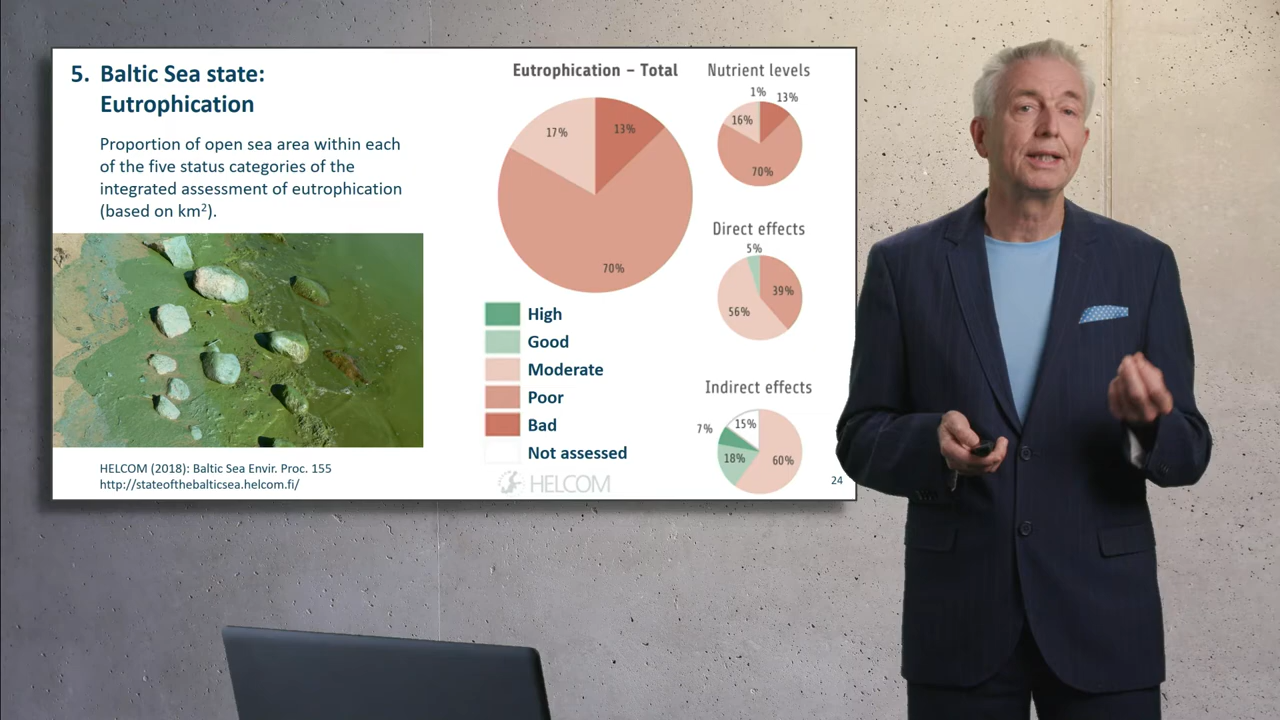 5. Baltic Sea state:
Eutrophication
Proportion of open sea area within each
of the five status categories of the
integrated assessment of eutrophication
(based on km²).
HELCOM (2018): Baltic Sea Envir. Proc. 155
http://stateofthebalticsea.helcom.fi/
Eutrophication – Total
17%
13%
70%
High
Good
Moderate
Poor
Bad
Not assessed
HELCOM
Nutrient levels
1%
13%
16%
70%
Direct effects
5%
39%
56%
Indirect effects
15%
7%
18%
60%
24